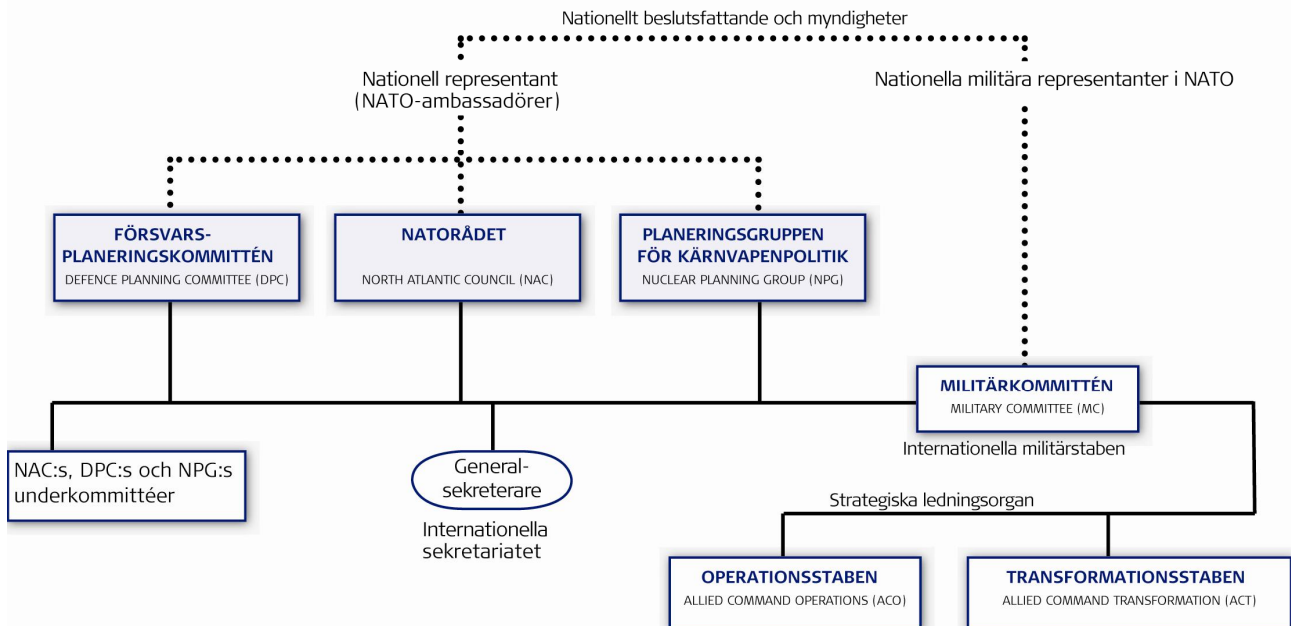 Nationellt beslutsfattande och myndigheter
Nationell representant
(NATO-ambassadörer)
Nationella militära representanter i NATO
FÖRSVARS-
PLANERINGSKOMMITTÉN
DEFENCE PLANNING COMMITTEE (DPC)
NATORÅDET
NORTH ATLANTIC COUNCIL (NAC)
PLANERINGSGRUPPEN
FÖR KÄRNVAPENPOLITIK
NUCLEAR PLANNING GROUP (NPG)
MILITÄRKOMMITTÉN
MILITARY COMMITTEE (MC)
Internationella militärstaben
NAC:s, DPC:s och NPG:s
underkommittéer
General-
sekreterare
Internationella
sekretariatet
Strategiska ledningsorgan
OPERATIONSSTABEN
ALLIED COMMAND OPERATIONS (ACO)
TRANSFORMATIONSSTABEN
ALLIED COMMAND TRANSFORMATION (ACT)